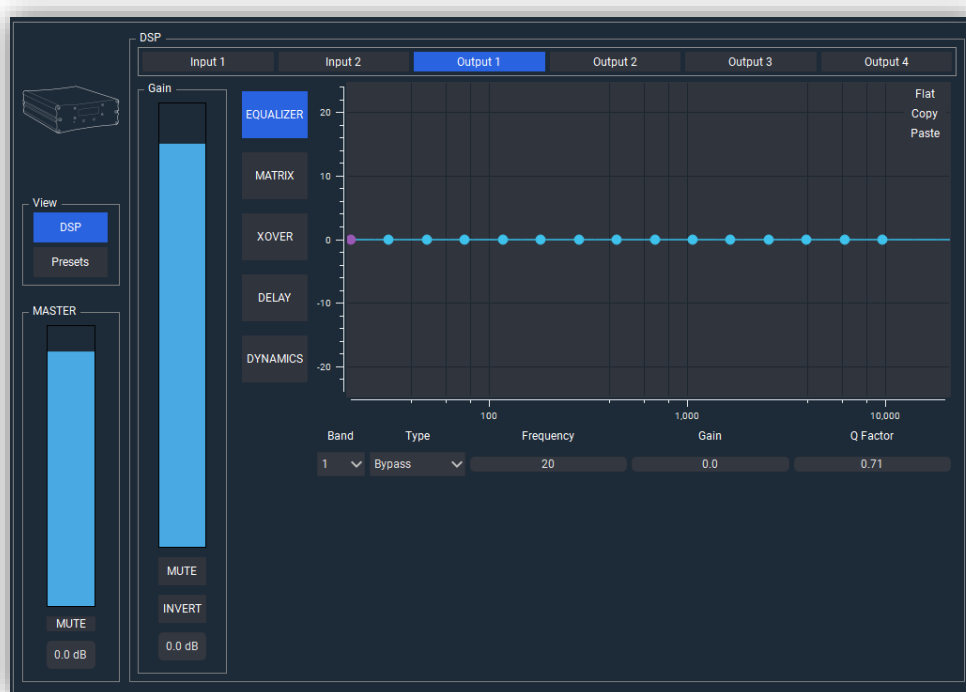 DSP
Input 1 Input 2 Output 1 Output 2 Output 3 Output 4
Gain
EQUALIZER
MATRIX
XOVER
DELAY
DYNAMICS
Flat
Copy
Paste
20
10
0
-10
-20
100 1,000 10,000
Band Type Frequency Gain Q Factor
1 Bypass 20 0.0 0.71
View
DSP
Presets
MASTER
MUTE
0.0 dB
MUTE
INVERT
0.0 dB